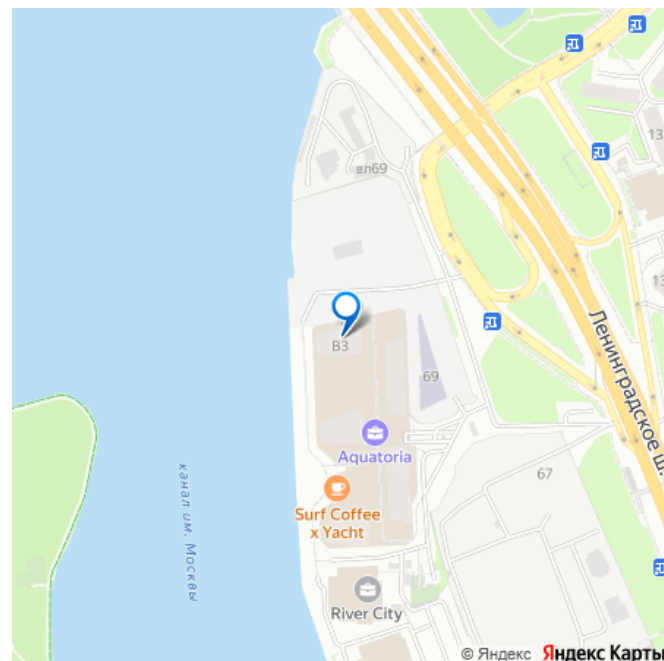 13
вл69
13
Ленинградское ш.
В3
69
Aquatoria
67
канал им. Москвы
Surf Coffee
x Yacht
River City
© Яндекс Яндекс Карты